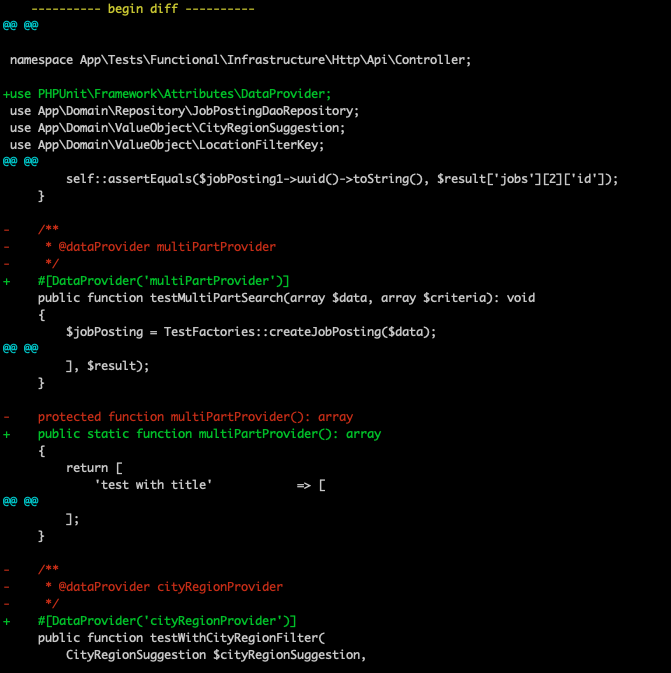 ---------- begin diff ----------
@@ @@

 namespace App\Tests\Functional\Infrastructure\Http\Api\Controller;

+use PHPUnit\Framework\Attributes\DataProvider;
 use App\Domain\Repository\JobPostingDaoRepository;
 use App\Domain\ValueObject\CityRegionSuggestion;
 use App\Domain\ValueObject\LocationFilterKey;
@@ @@
         self::assertEquals($jobPosting1->uuid()->toString(), $result['jobs'][2]['id']);
     }

-    /**
-     * @dataProvider multiPartProvider
-     */
+    #[DataProvider('multiPartProvider')]
     public function testMultiPartSearch(array $data, array $criteria): void
     {
         $jobPosting = TestFactories::createJobPosting($data);
@@ @@
         ], $result);
     }

-    protected function multiPartProvider(): array
+    public static function multiPartProvider(): array
     {
         return [
             'test with title'            => [
@@ @@
         ];
     }

-    /**
-     * @dataProvider cityRegionProvider
-     */
+    #[DataProvider('cityRegionProvider')]
     public function testWithCityRegionFilter(
         CityRegionSuggestion $cityRegionSuggestion,